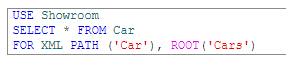 USE Showroom
SELECT * FROM Car
FOR XML PATH ('Car'), ROOT('Cars')